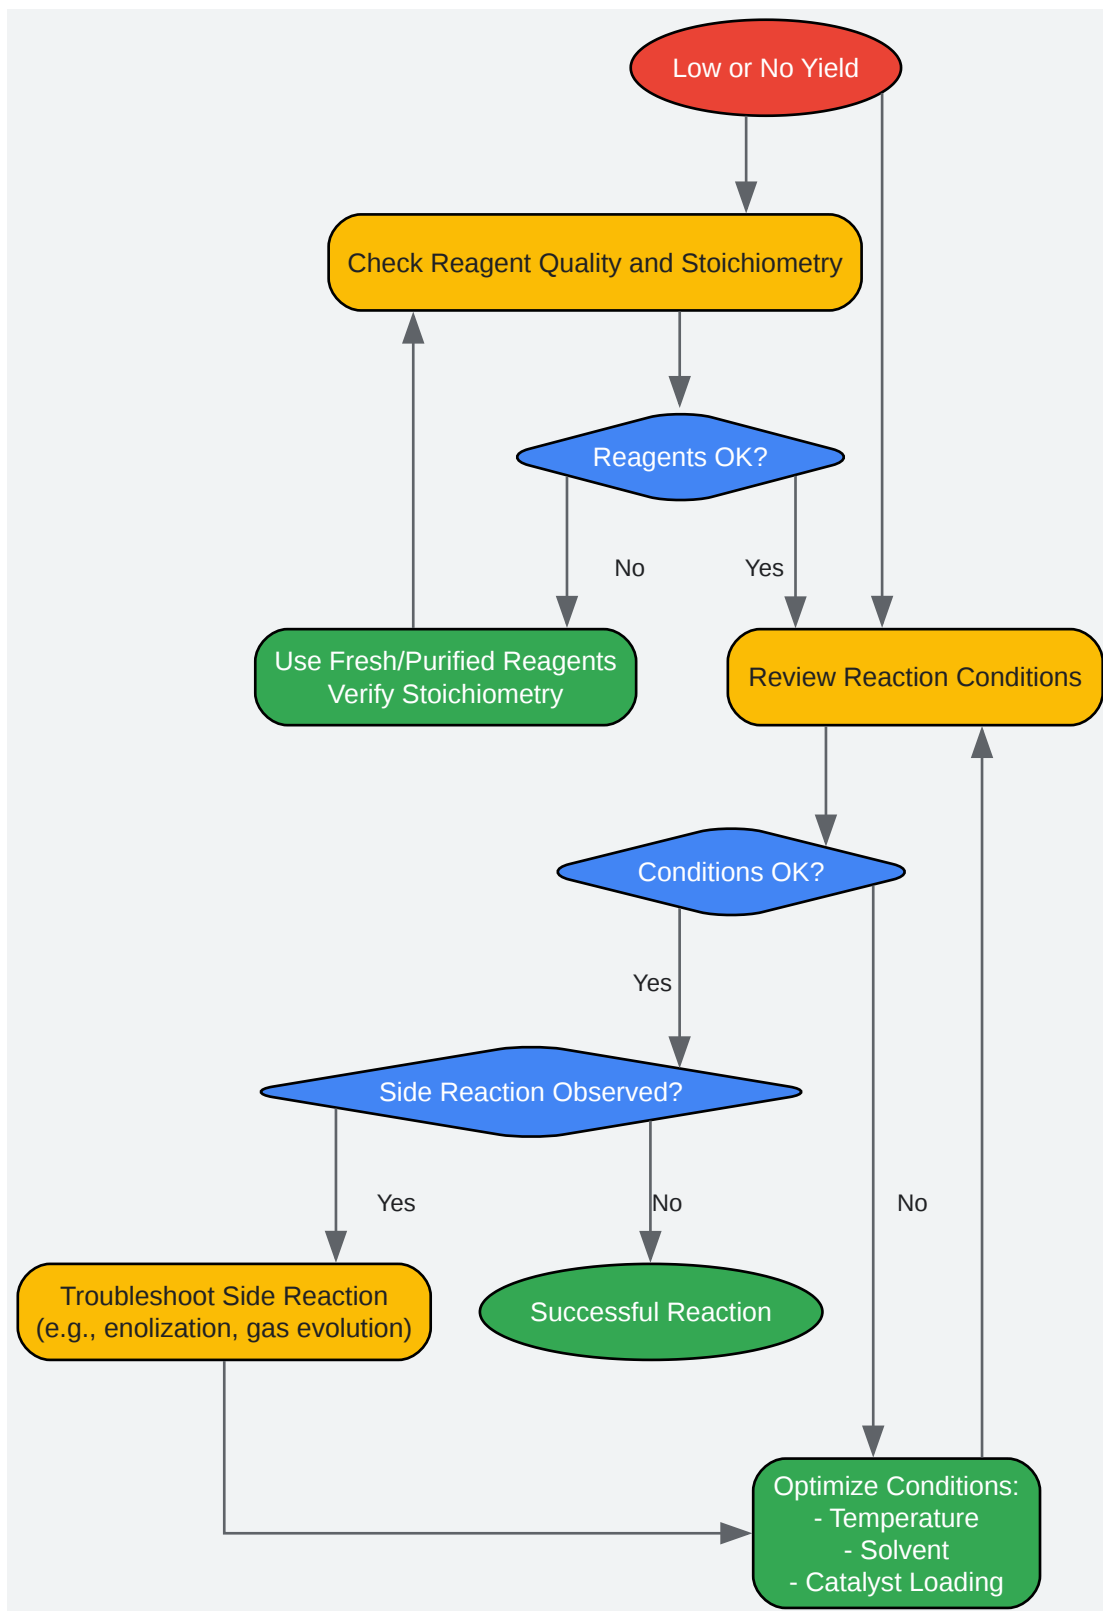 Low or No Yield
Check Reagent Quality and Stoichiometry
Reagents OK?
No
Yes
Use Fresh/Purified Reagents
Verify Stoichiometry
Review Reaction Conditions
Conditions OK?
Yes
Side Reaction Observed?
Yes
No
No
Troubleshoot Side Reaction
(e.g., enolization, gas evolution)
Successful Reaction
Optimize Conditions:
- Temperature
- Solvent
- Catalyst Loading